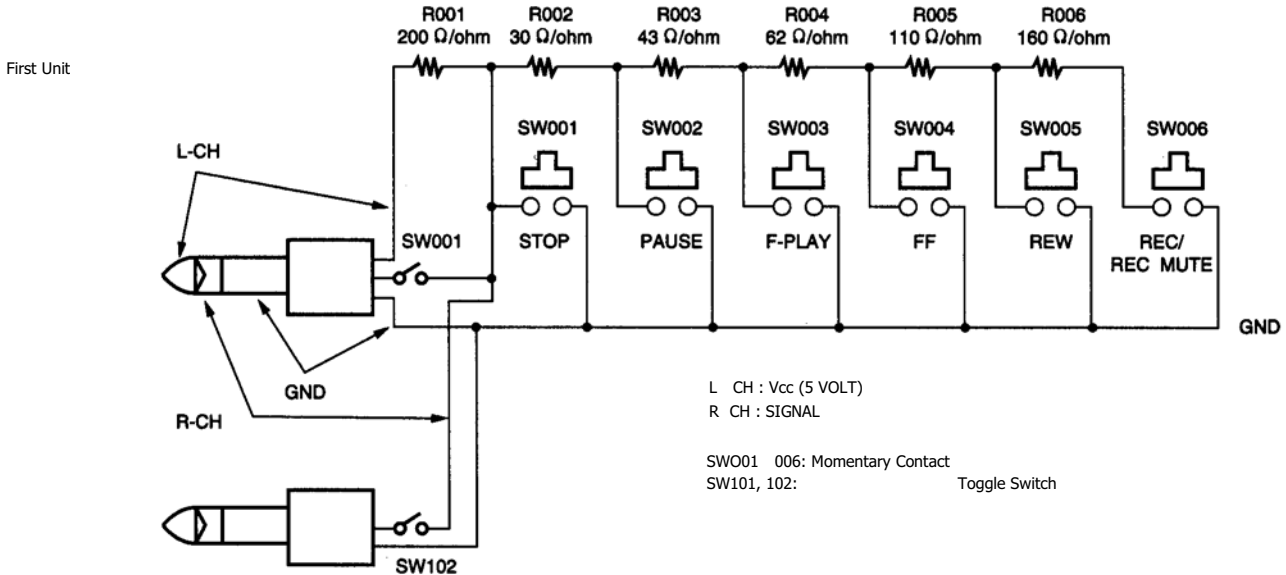 R001 R002 R003 R004 R005 R006
200 Ω/ohm 30 Ω/ohm 43 Ω/ohm 62 Ω/ohm 110 Ω/ohm 160 Ω/ohm
First Unit
SW001 SW002 SW003 SW004 SW005 SW006
L-CH
SW001 STOP PAUSE F-PLAY FF REW REC/
REC MUTE
GND
GND
L CH : Vcc (5 VOLT)
R CH : SIGNAL
R-CH
SWO01 006: Momentary Contact
SW101, 102: Toggle Switch
SW102